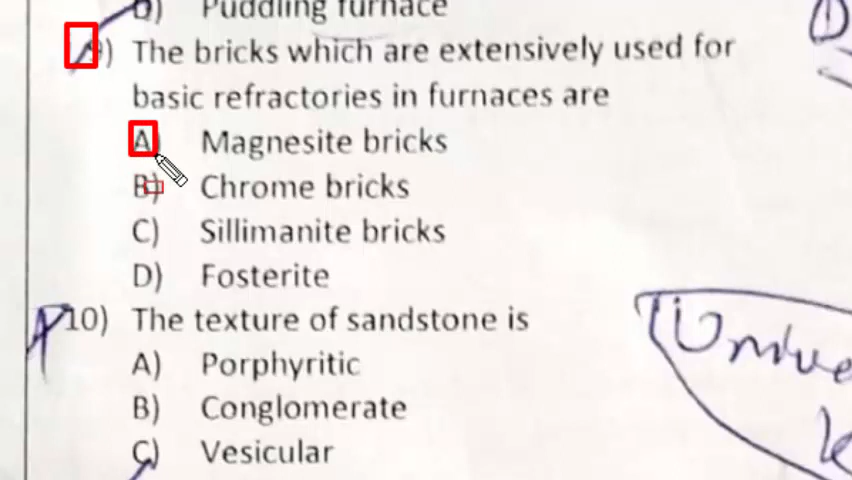 D) Puddling furnace
9) The bricks which are extensively used for
basic refractories in furnaces are
A) Magnesite bricks
B) Chrome bricks
C) Sillimanite bricks
D) Fosterite
10) The texture of sandstone is
A) Porphyritic
B) Conglomerate
C) Vesicular